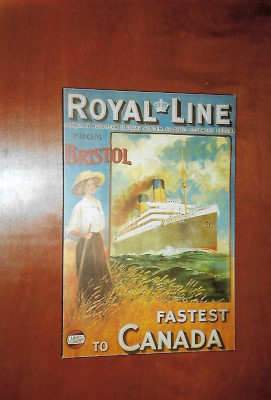 ROYAL LINE
FROM
BRISTOL
FASTEST
TO CANADA